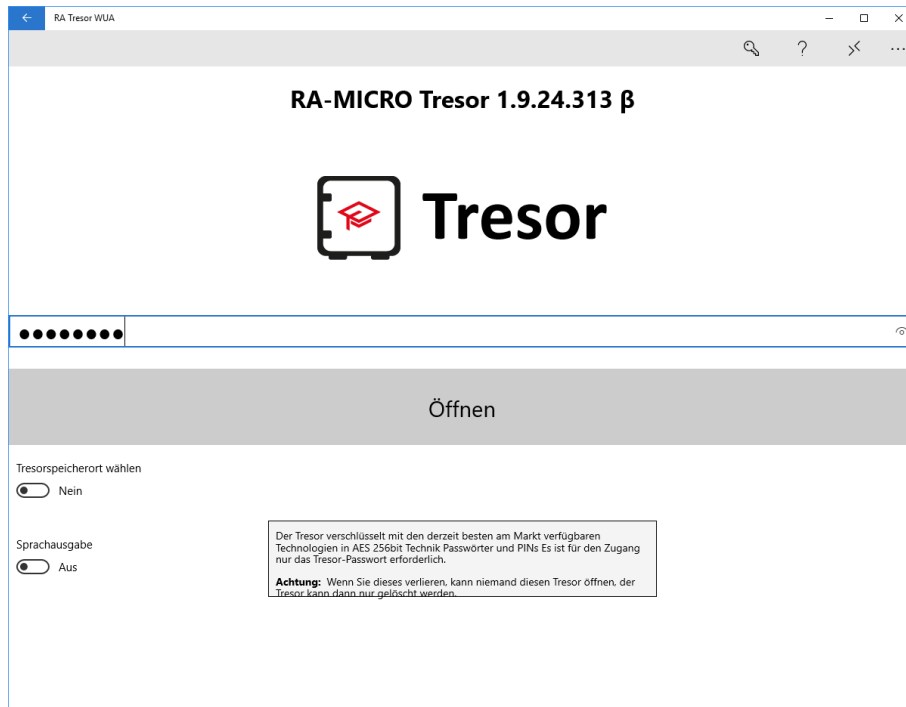 RA Tresor WUA
RA-MICRO Tresor 1.9.24.313 β
Tresor
Öffnen
Tresorspeicherort wählen
Nein
Sprachausgabe
Aus
Der Tresor verschlüsselt mit den derzeit besten am Markt verfügbaren
Technologien in AES 256bit Technik Passwörter und PINs Es ist für den Zugang
nur das Tresor-Passwort erforderlich.
Achtung: Wenn Sie dieses verlieren, kann niemand diesen Tresor öffnen, der
Tresor kann dann nur gelöscht werden.